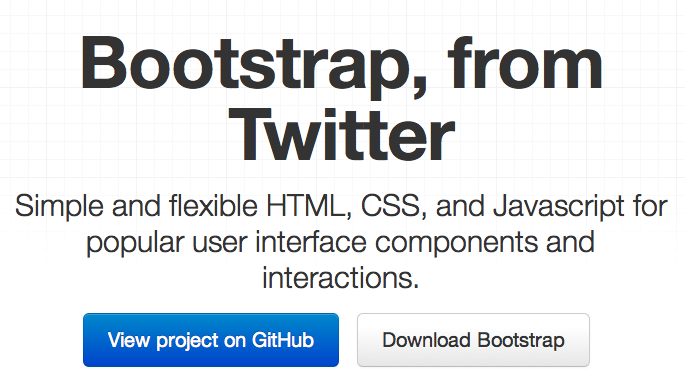 Bootstrap, from
Twitter
Simple and flexible HTML, CSS, and Javascript for
popular user interface components and
interactions.
View project on GitHub
Download Bootstrap